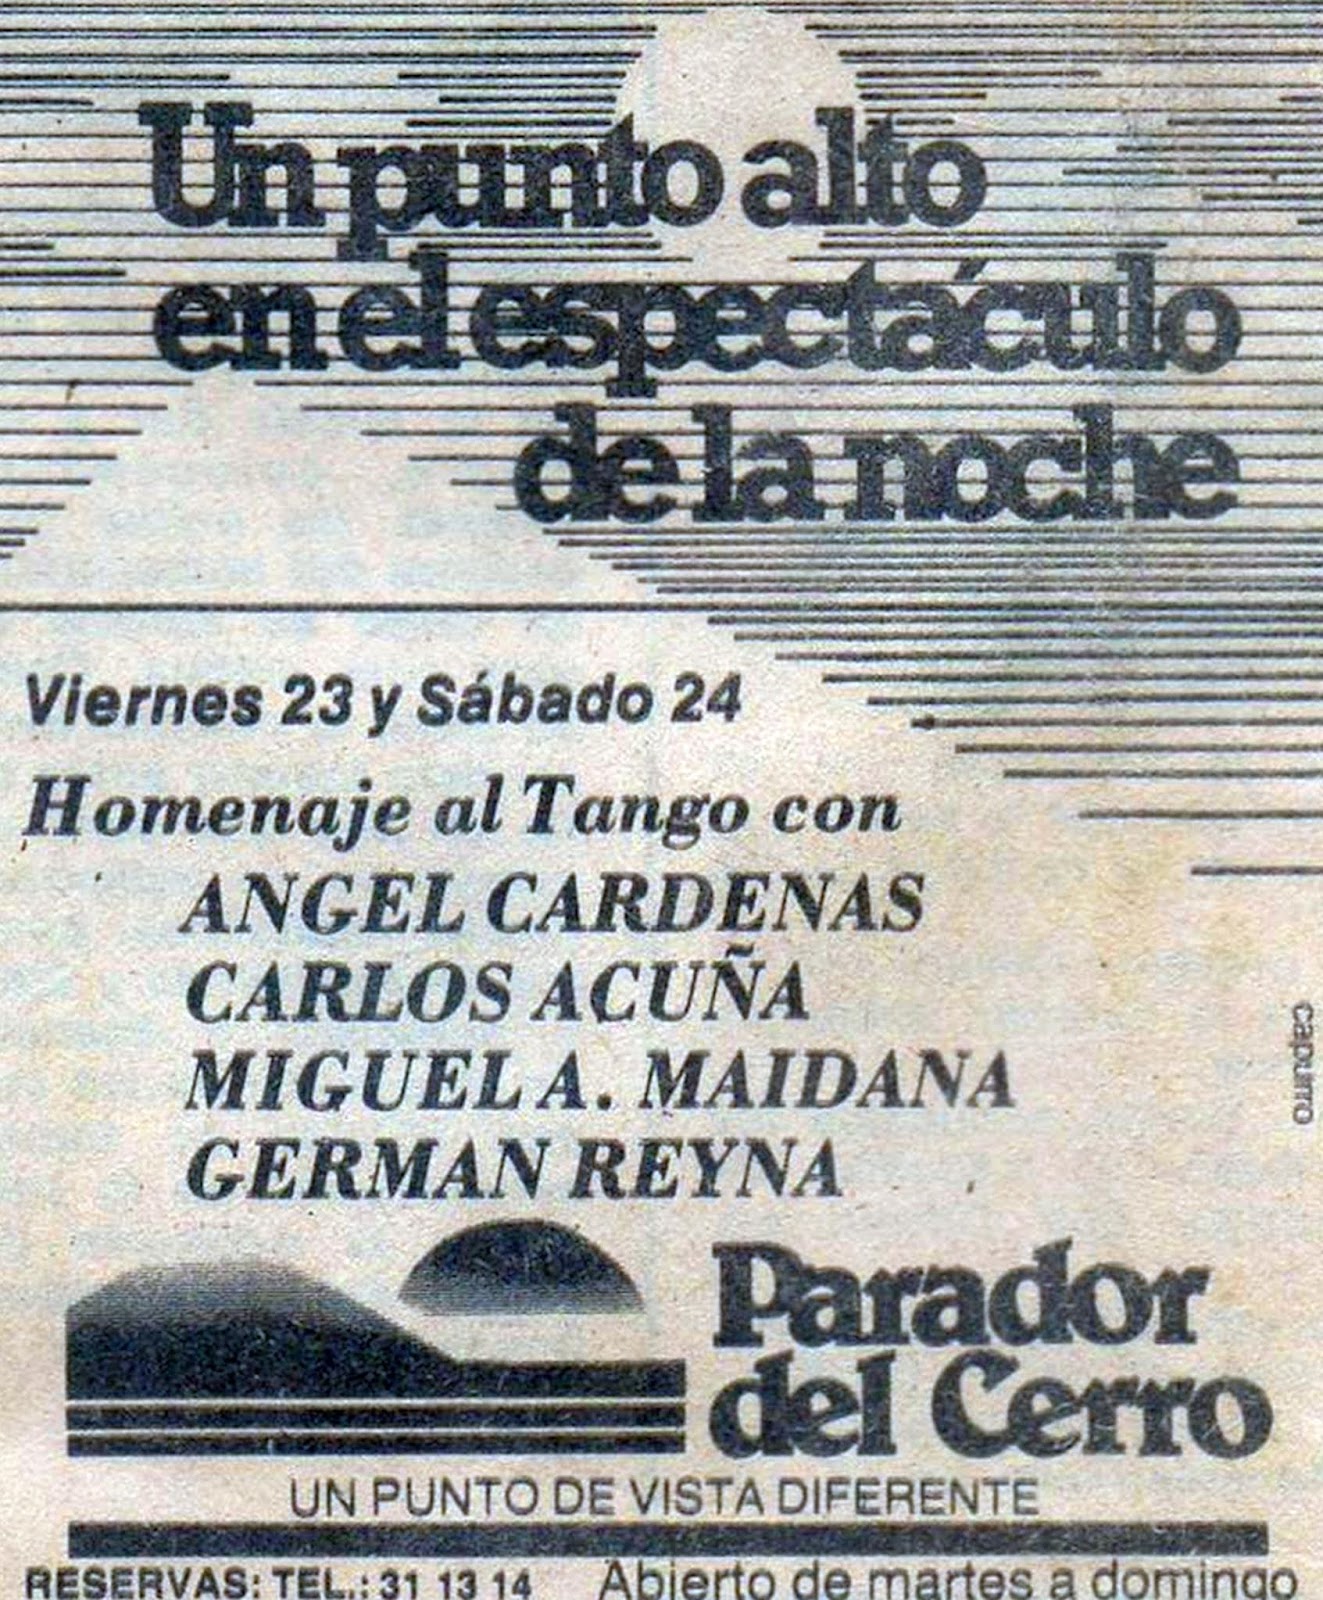 Un punto alto
en el espectáculo
de la noche
Viernes 23 y Sábado 24
Homenaje al Tango con
ANGEL CARDENAS
CARLOS ACUÑA
MIGUEL A. MAIDANA
GERMAN REYNA
capurro
Parador
del Cerro
UN PUNTO DE VISTA DIFERENTE
RESERVAS: TEL.: 31 13 14 Abierto de martes a domingo